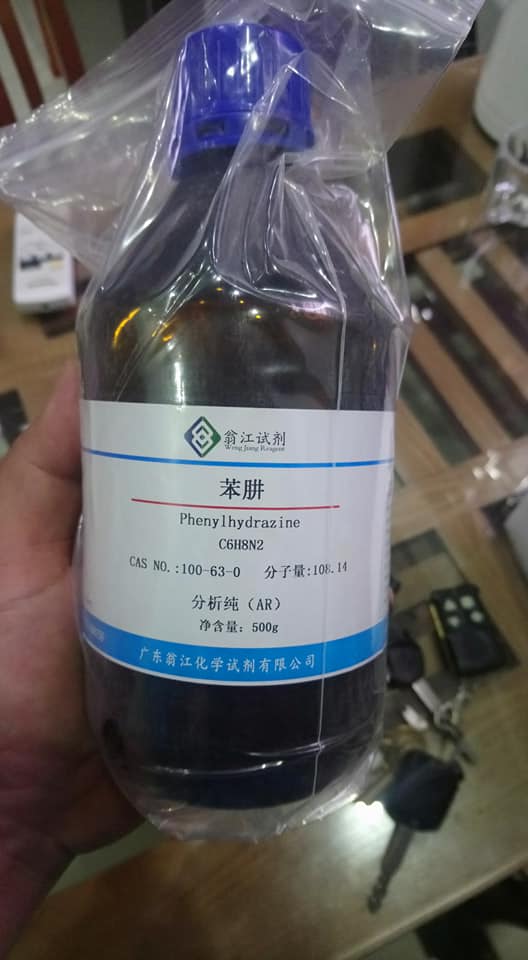 翁江试剂
Weng Jiang Reagent
苯肼
Phenylhydrazine
C6H8N2
CAS NO.:100-63-0 分子量:108.14
分析纯（AR）
净含量：500g
广东翁江化学试剂有限公司